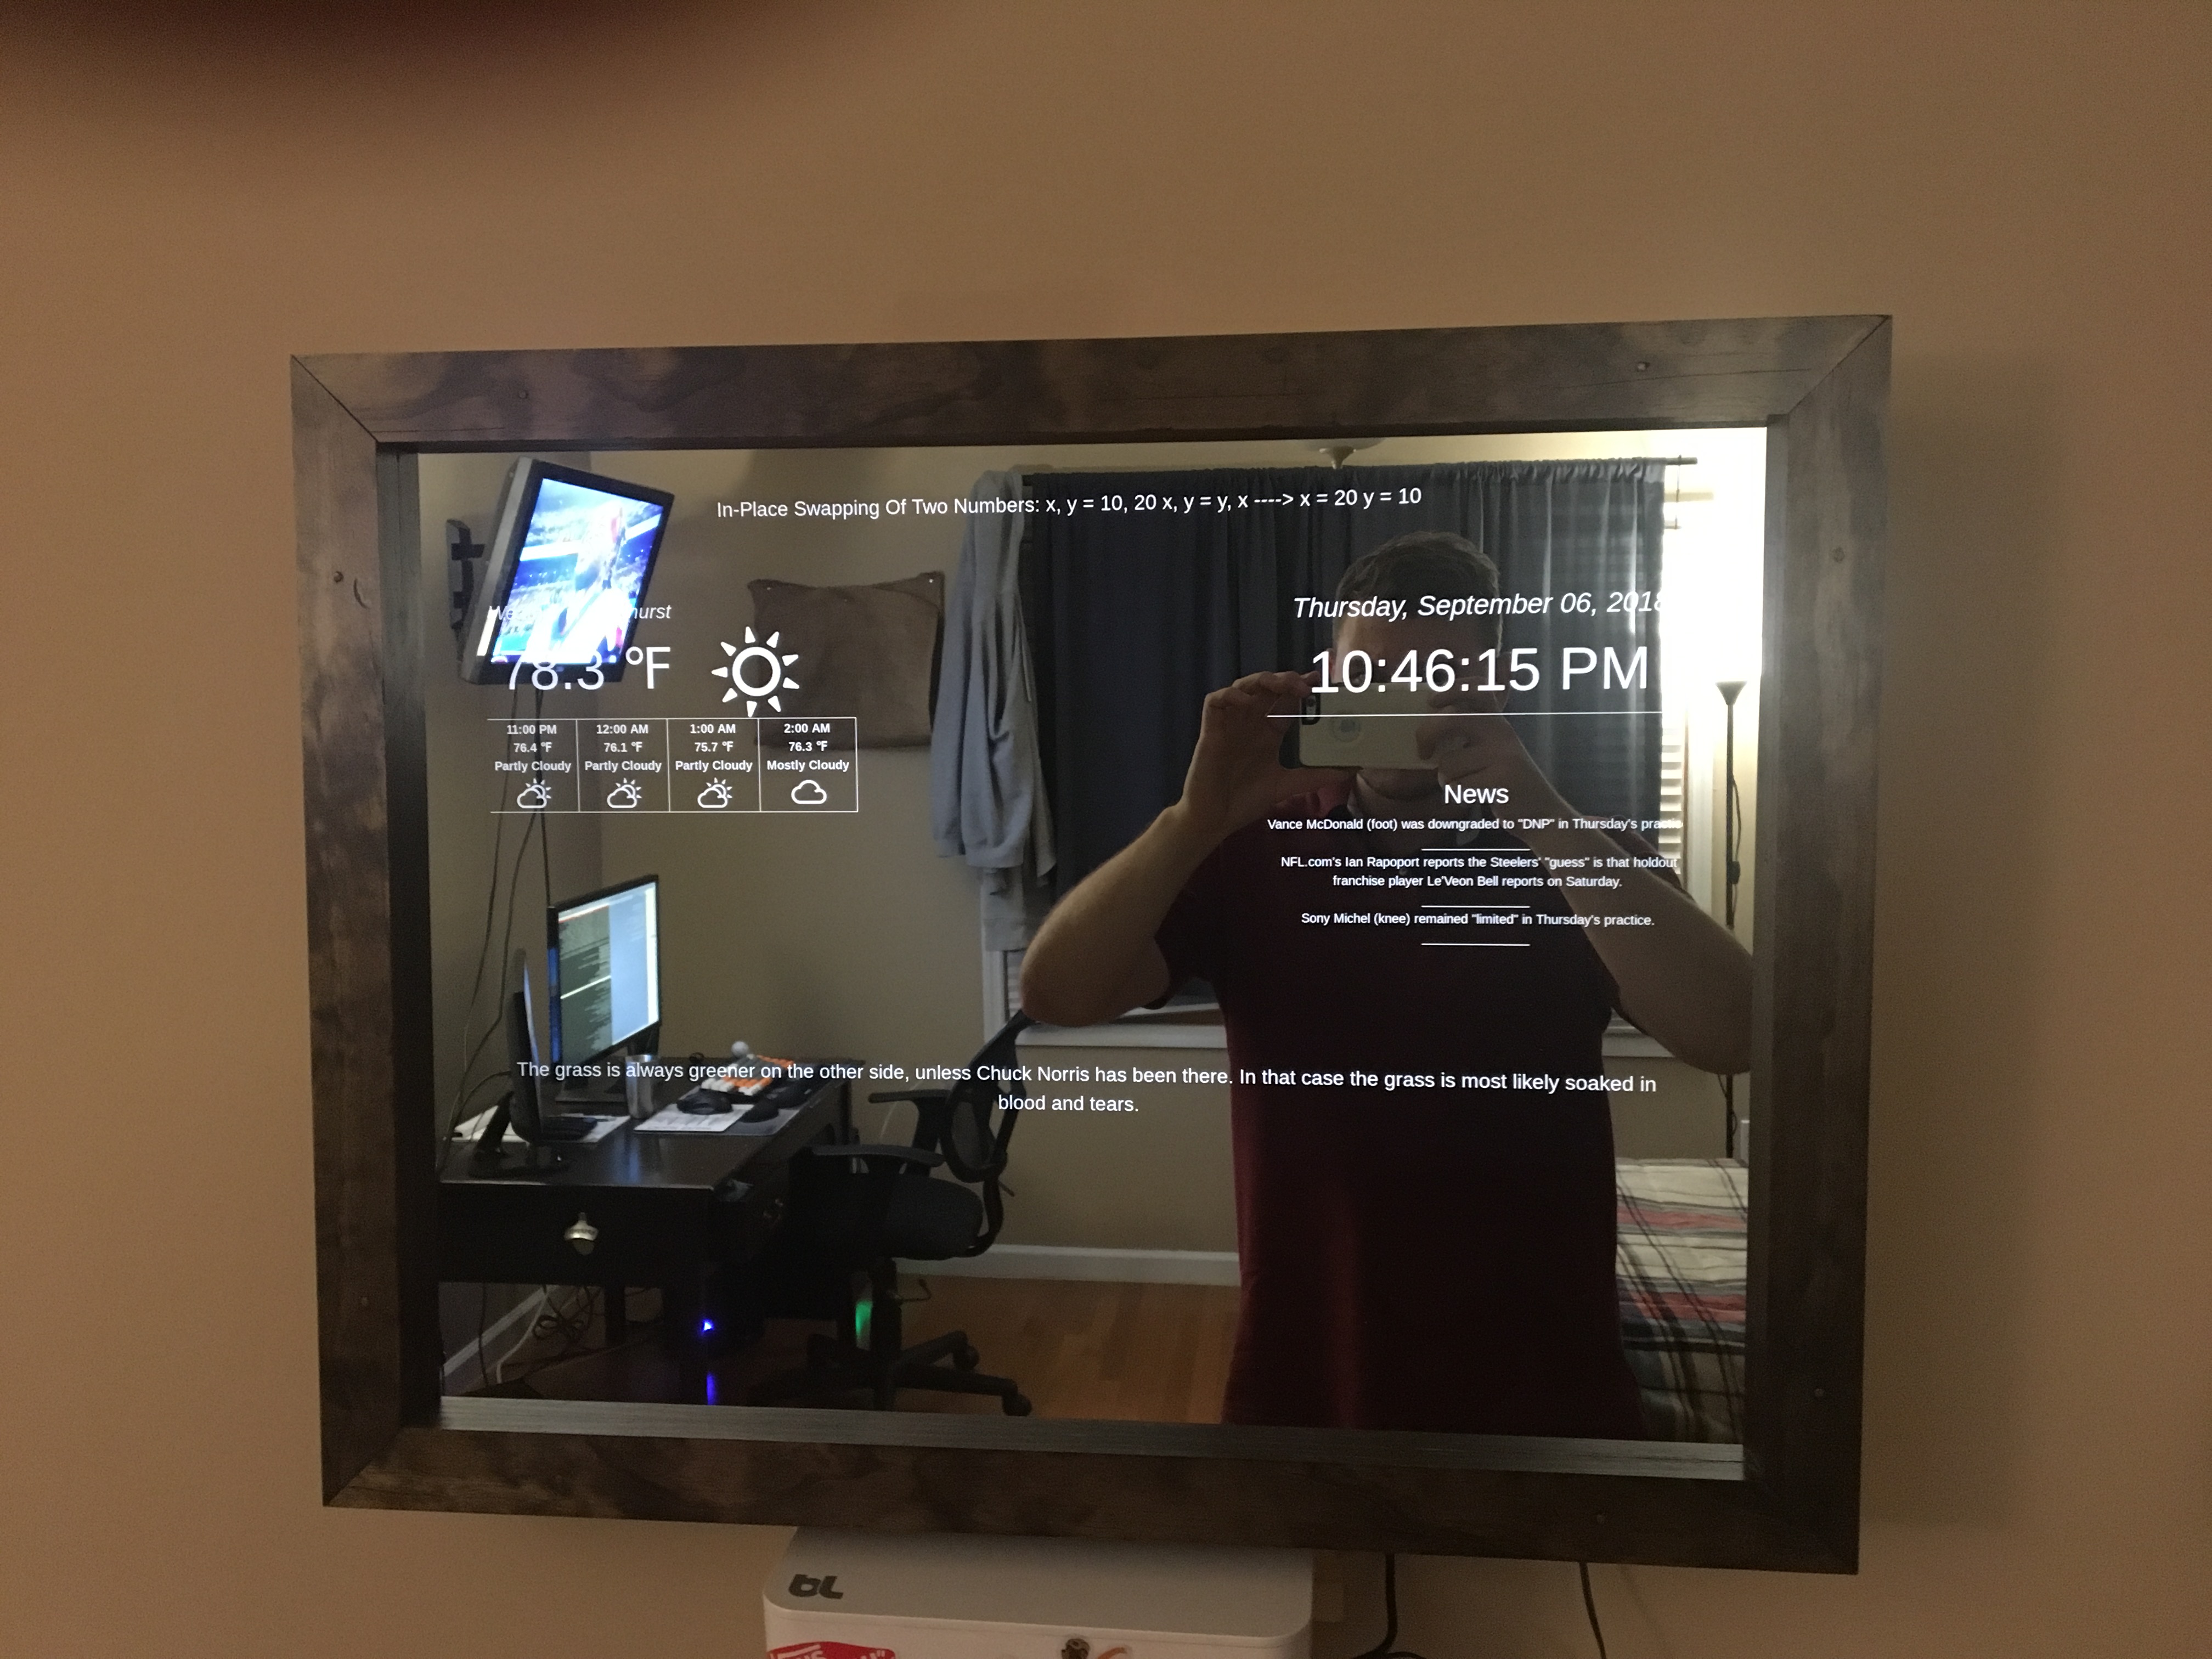 In-Place Swapping Of Two Numbers: x, y = 10, 20 x, y = y, x ----> x = 20 y = 10
78.3 °F
11:00 PM 12:00 AM 1:00 AM 2:00 AM
76.4 °F 76.1 °F 75.7 °F 76.3 °F
Partly Cloudy Partly Cloudy Partly Cloudy Mostly Cloudy
Thursday, September 06, 2018
10:46:15 PM
News
Vance McDonald (foot) was downgraded to "DNP" in Thursday's
NFL.com's Ian Rapoport reports the Steelers' "guess" is that holdout
franchise player Le'Veon Bell reports on Saturday.
Sony Michel (knee) remained "limited" in Thursday's practice.
The grass is always greener on the other side, unless Chuck Norris has been there. In that case the grass is most likely soaked in
blood and tears.